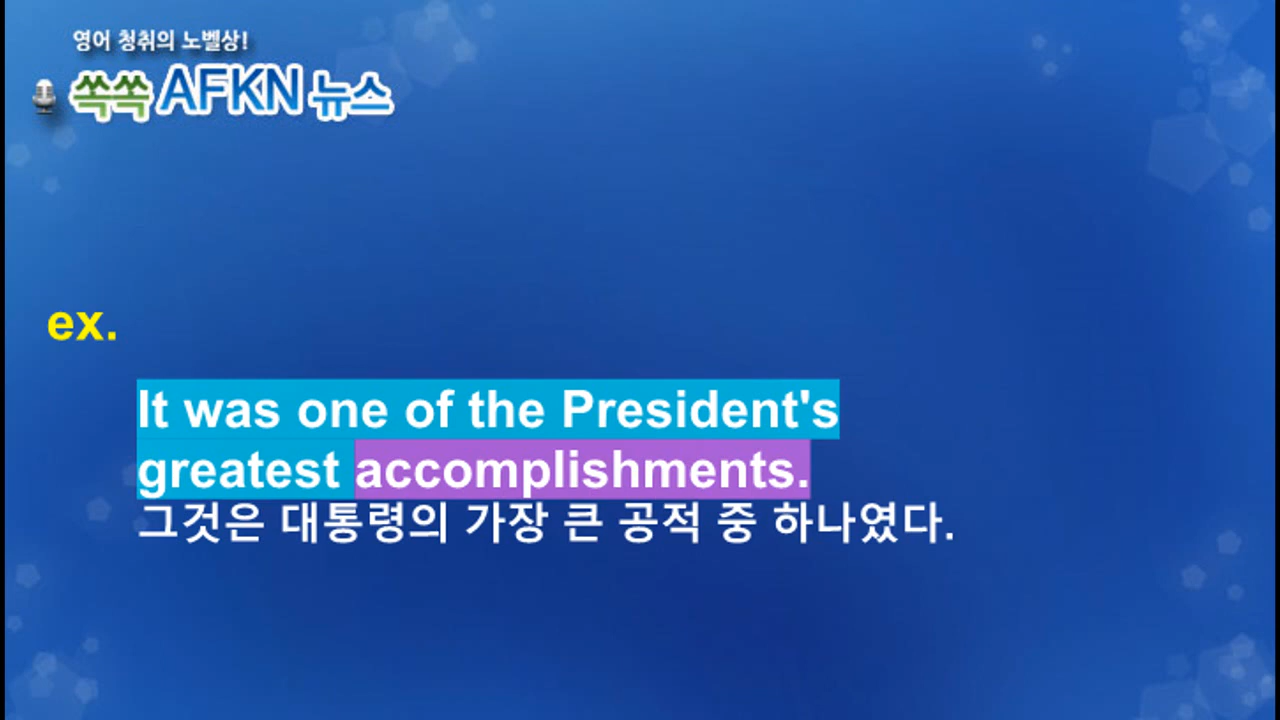 영어 청취의 노벨상!
쏙쏙 AFKN 뉴스
ex.
It was one of the President's
greatest accomplishments.
그것은 대통령의 가장 큰 공적 중 하나였다.